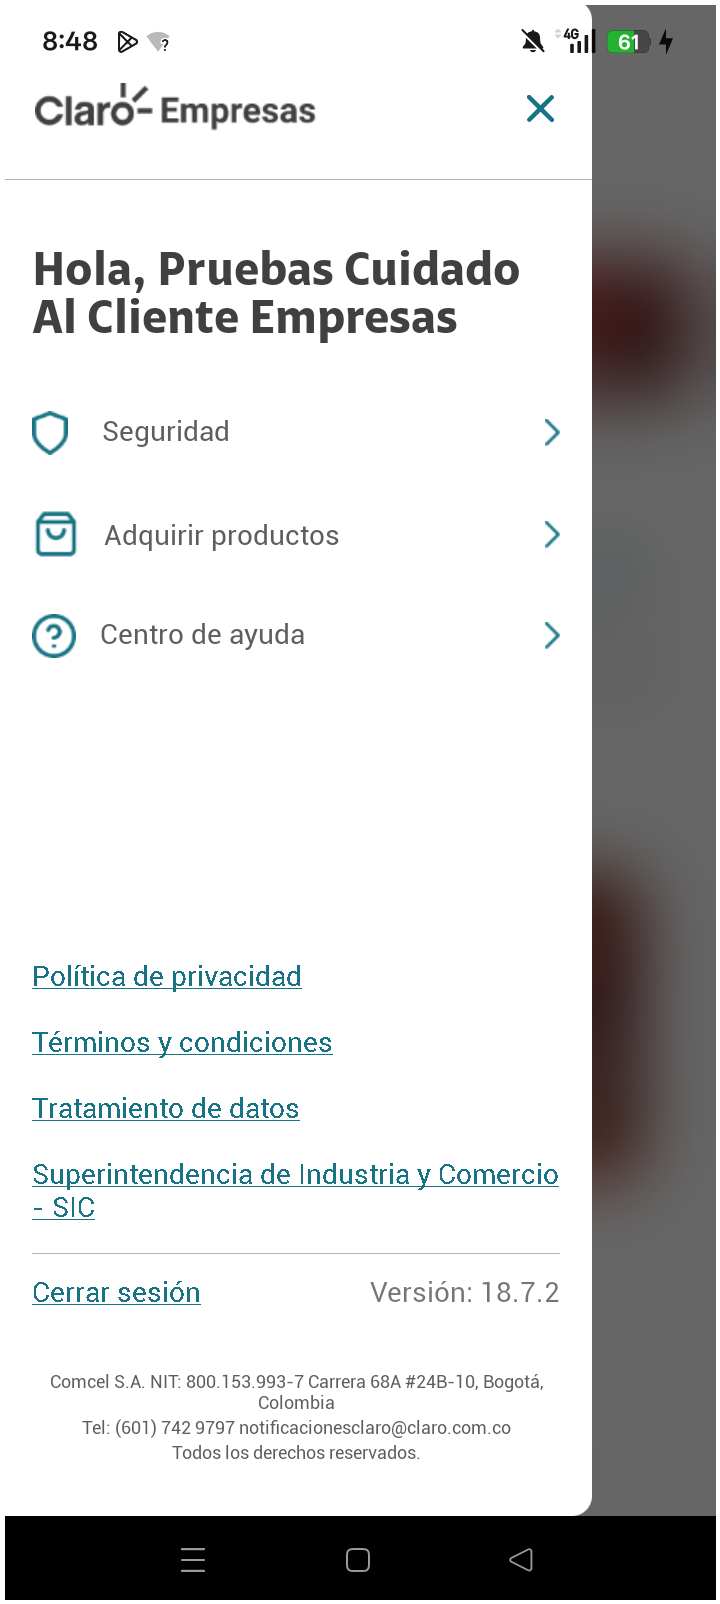 8:48
4G
61
Claro Empresas
Hola, Pruebas Cuidado
Al Cliente Empresas
Seguridad
Adquirir productos
Centro de ayuda
Política de privacidad
Términos y condiciones
Tratamiento de datos
Superintendencia de Industria y Comercio
- SIC
Cerrar sesión
Versión: 18.7.2
Comcel S.A. NIT: 800.153.993-7 Carrera 68A #24B-10, Bogotá,
Colombia
Tel: (601) 742 9797 notificacionesclaro@claro.com.co
Todos los derechos reservados.